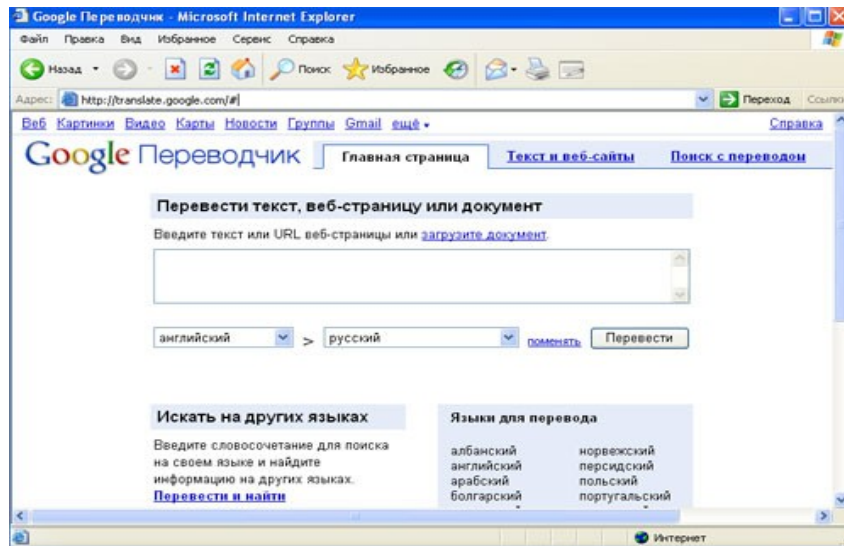 Google Переводчик - Microsoft Internet Explorer
Файл Правка Вид Избранное Сервис Справка
Назад Поиск Избранное
Адрес: http://translate.google.com/# Переход
Веб Картинки Видео Карты Новости Группы Gmail ещё Справка
Google Переводчик Главная страница Текст и веб-сайты Поиск с переводом
Перевести текст, веб-страницу или документ
Введите текст или URL веб-страницы или загрузите документ.
английский > русский поменять Перевести
Искать на других языках Языки для перевода
Введите словосочетание для поиска
на своем языке и найдите
информацию на других языках.
Перевести и найти
албанский норвежский
английский персидский
арабский польский
болгарский португальский
Интернет